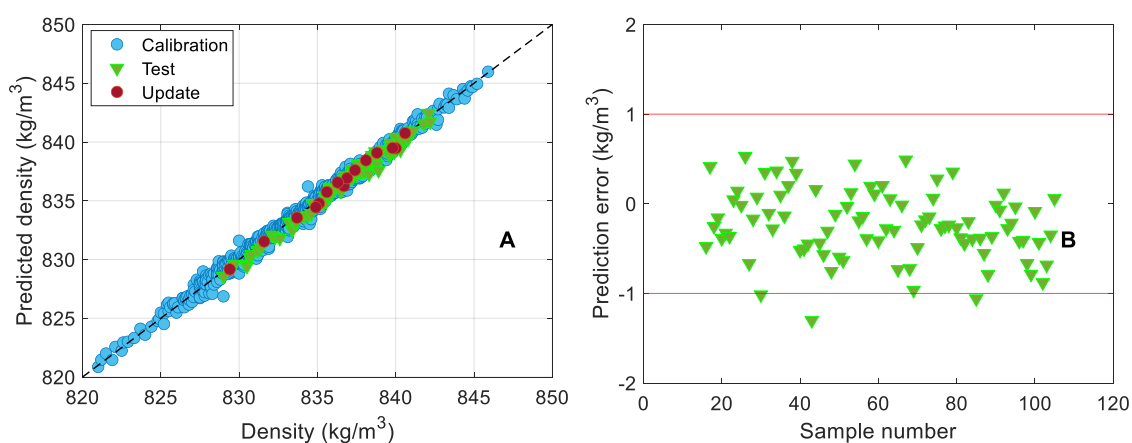 850
845
840
835
830
825
820
Predicted density (kg/m³)
Calibration
Test
Update
A
820
825
830
835
840
845
850
Density (kg/m³)
2
1
0
-1
-2
Prediction error (kg/m³)
B
0
20
40
60
80
100
120
Sample number